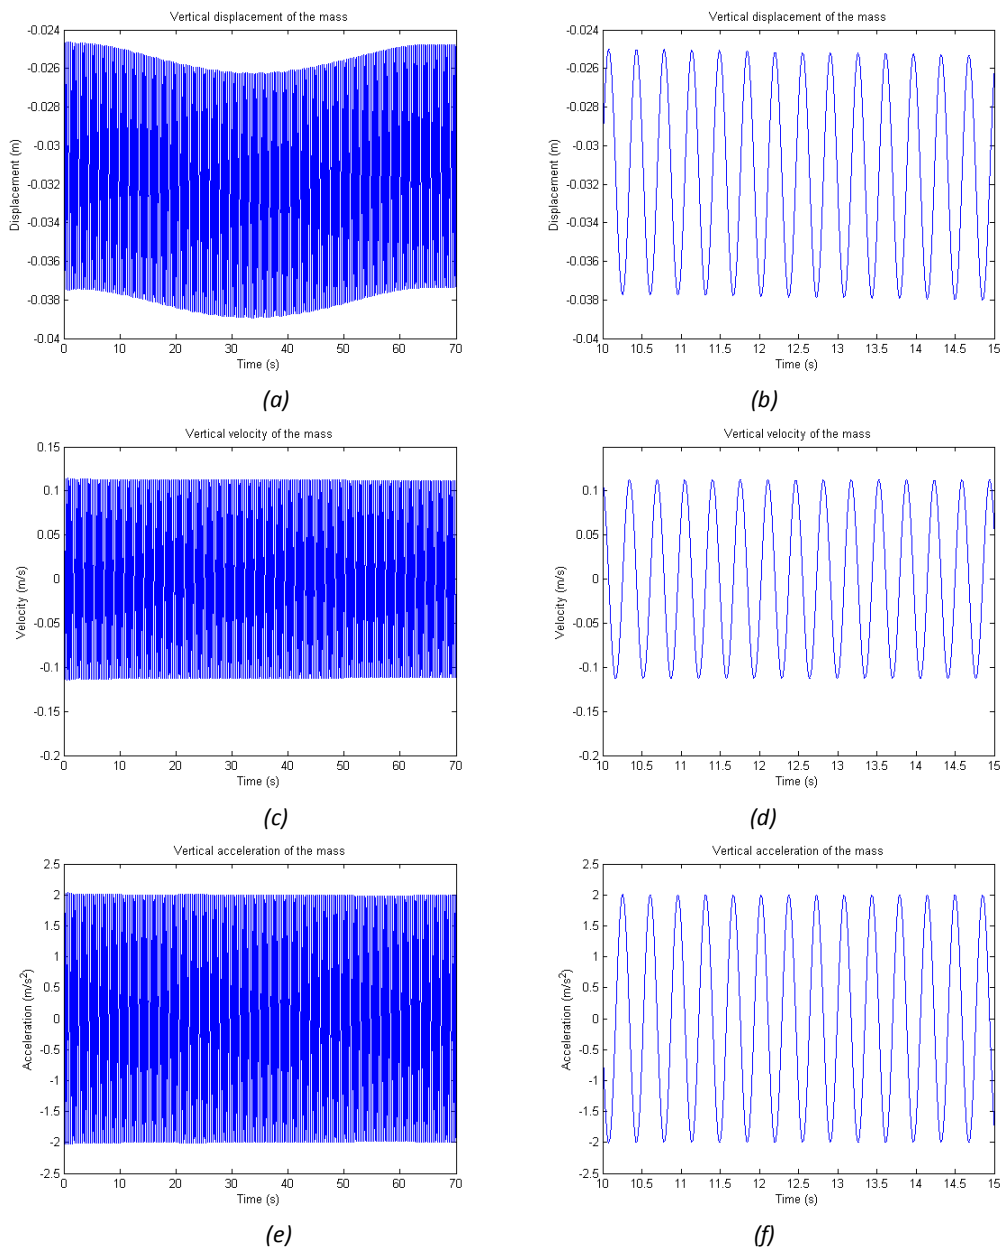 Vertical displacement of the mass
Displacement (m)
-0.024
-0.026
-0.028
-0.03
-0.032
-0.034
-0.036
-0.038
-0.04
0 10 20 30 40 50 60 70
Time (s)
(a)
Vertical displacement of the mass
Displacement (m)
-0.024
-0.026
-0.028
-0.03
-0.032
-0.034
-0.036
-0.038
-0.04
10 10.5 11 11.5 12 12.5 13 13.5 14 14.5 15
Time (s)
(b)
Vertical velocity of the mass
Velocity (m/s)
0.15
0.1
0.05
0
-0.05
-0.1
-0.15
-0.2
0 10 20 30 40 50 60 70
Time (s)
(c)
Vertical velocity of the mass
Velocity (m/s)
0.1
0.05
0
-0.05
-0.1
-0.15
-0.2
10 10.5 11 11.5 12 12.5 13 13.5 14 14.5 15
Time (s)
(d)
Vertical acceleration of the mass
Acceleration (m/s²)
2.5
2
1.5
1
0.5
0
-0.5
-1
-1.5
-2
-2.5
0 10 20 30 40 50 60 70
Time (s)
(e)
Vertical acceleration of the mass
Acceleration (m/s²)
2.5
2
1.5
1
0.5
0
-0.5
-1
-1.5
-2
-2.5
10 10.5 11 11.5 12 12.5 13 13.5 14 14.5 15
Time (s)
(f)